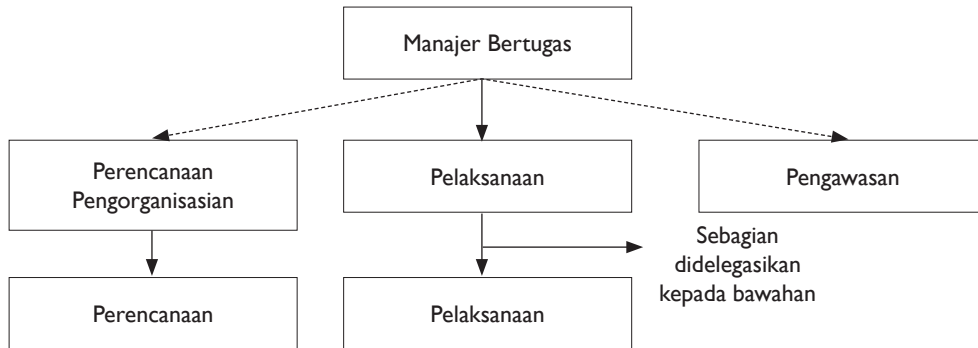 Manajer Bertugas
Perencanaan
Pengorganisasian
Pelaksanaan
Pengawasan
Sebagian
didelegasikan
kepada bawahan
Perencanaan
Pelaksanaan